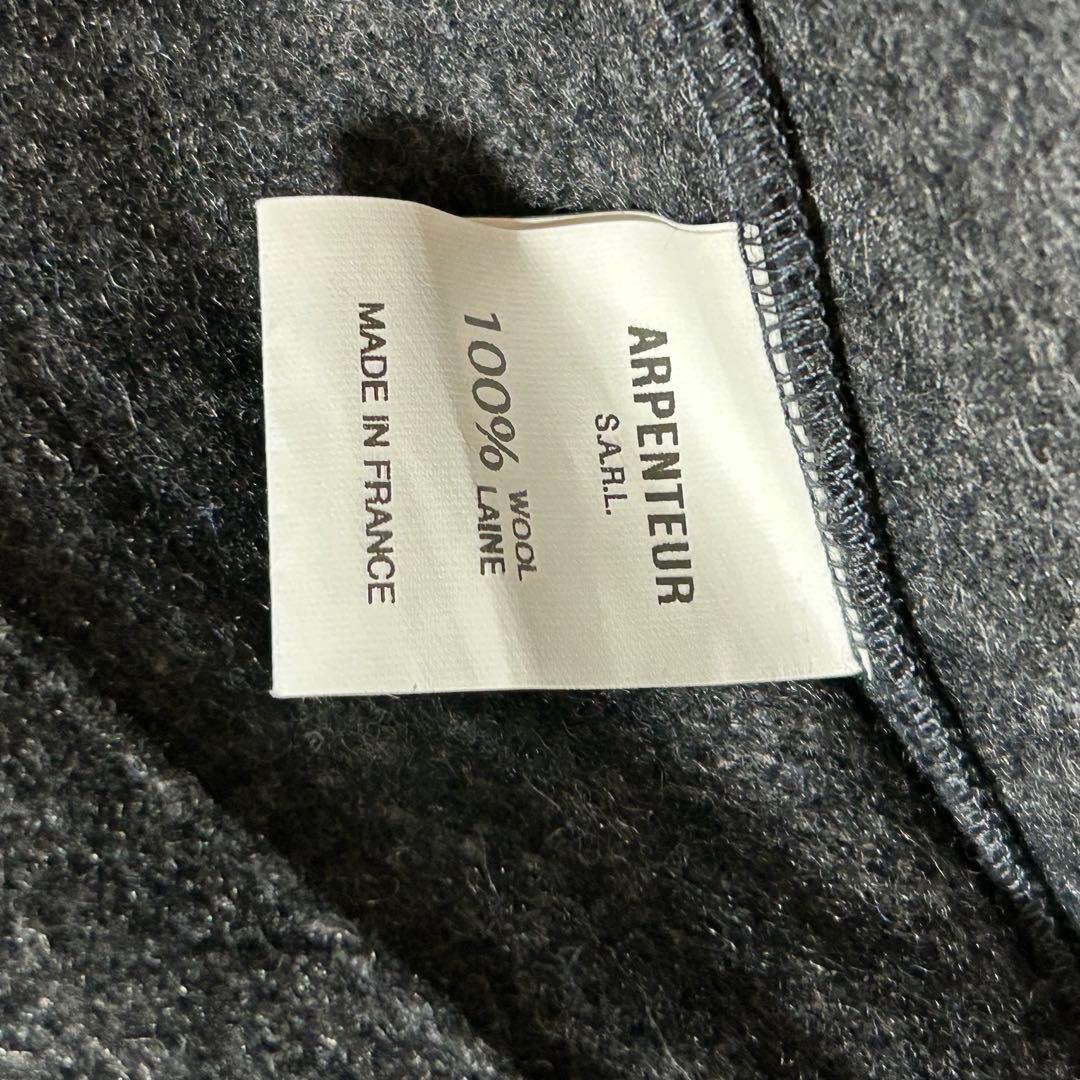 ARPENTEUR
S.A.R.L.
100% WOOL
LAINE
MADE IN FRANCE